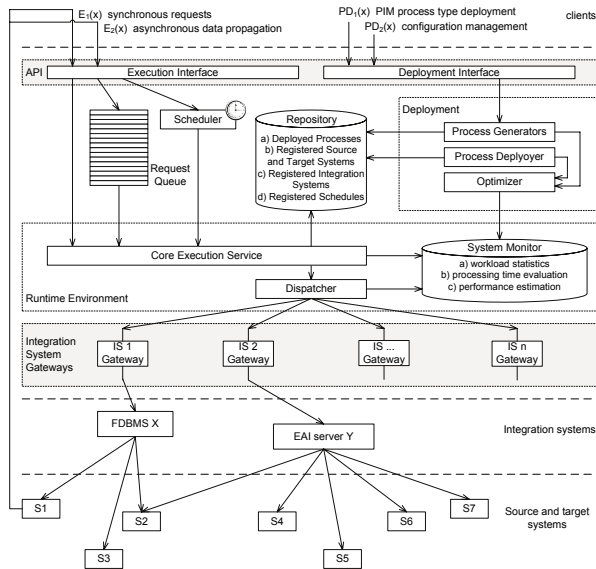 E1(x) synchronous requests
E2(x) asynchronous data propagation
PD1(x) PIM process type deployment
PD2(x) configuration management
clients
API
Execution Interface
Deployment Interface
Scheduler
Request
Queue
Repository
a) Deployed Processes
b) Registered Source
and Target Systems
c) Registered Integration
Systems
d) Registered Schedules
Deployment
Process Generators
Process Deplyoyer
Optimizer
Core Execution Service
Dispatcher
System Monitor
a) workload statistics
b) processing time evaluation
c) performance estimation
Runtime Environment
Integration
System
Gateways
IS 1
Gateway
IS 2
Gateway
IS ...
Gateway
IS n
Gateway
FDBMS X
EAI server Y
Integration systems
S1
S2
S3
S4
S5
S6
S7
Source and target
systems